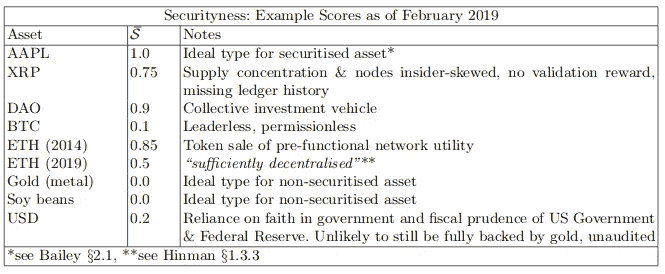 Securityness: Example Scores as of February 2019
Asset S̄ Notes
AAPL 1.0 Ideal type for securitised asset*
XRP 0.75 Supply concentration & nodes insider-skewed, no validation reward,
missing ledger history
DAO 0.9 Collective investment vehicle
BTC 0.1 Leaderless, permissionless
ETH (2014) 0.85 Token sale of pre-functional network utility
ETH (2019) 0.5 “sufficiently decentralised”**
Gold (metal) 0.0 Ideal type for non-securitised asset
Soy beans 0.0 Ideal type for non-securitised asset
USD 0.2 Reliance on faith in government and fiscal prudence of US Government
& Federal Reserve. Unlikely to still be fully backed by gold, unaudited
*see Bailey §2.1, **see Hinman §1.3.3